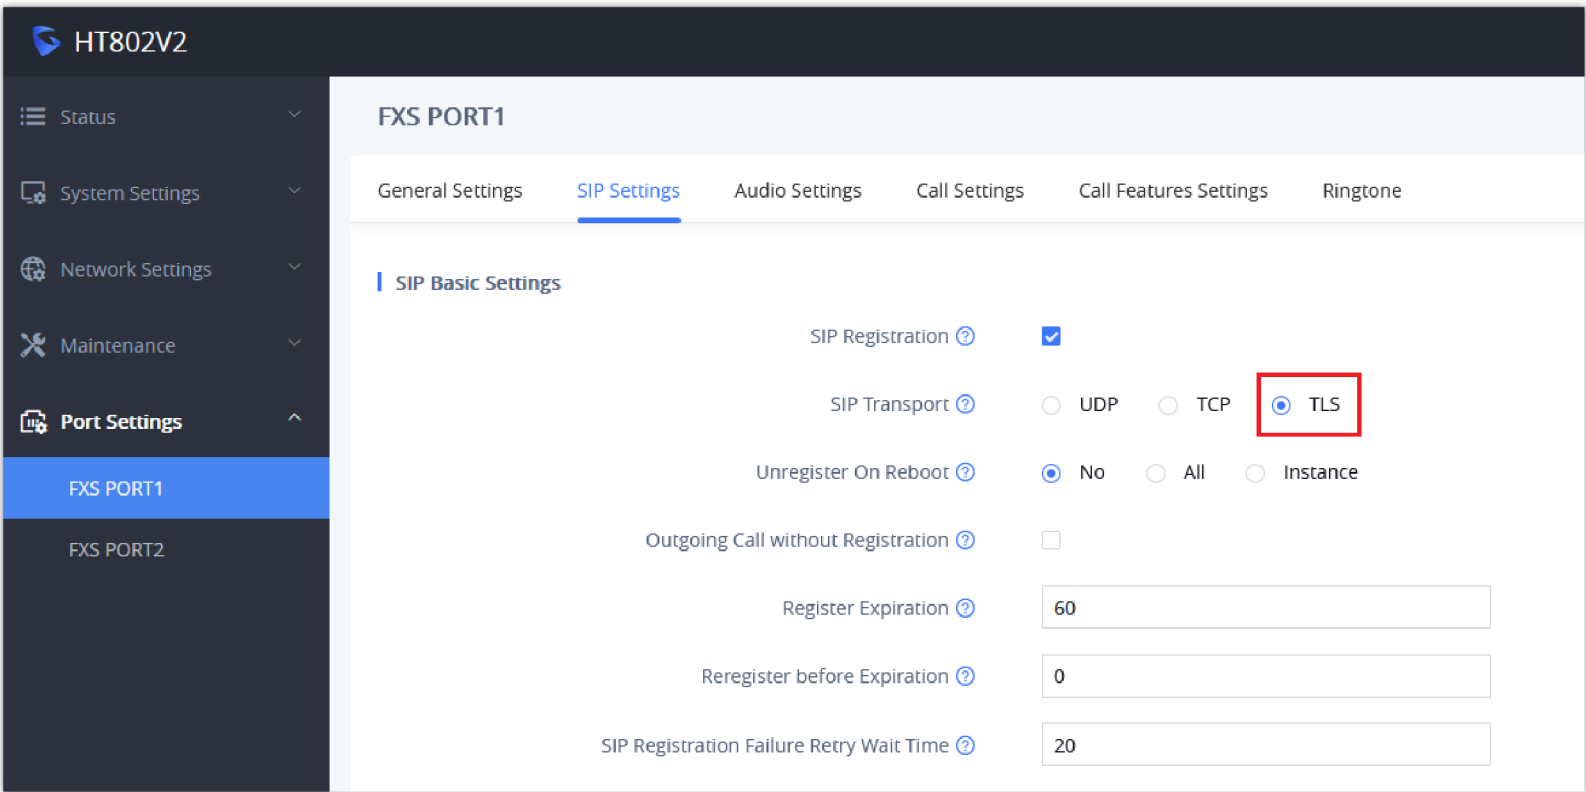 HT802V2
Status
System Settings
Network Settings
Maintenance
Port Settings
FXS PORT1
FXS PORT2
FXS PORT1
General Settings SIP Settings Audio Settings Call Settings Call Features Settings Ringtone
SIP Basic Settings
SIP Registration ?
SIP Transport ? UDP TCP TLS
Unregister On Reboot ? No All Instance
Outgoing Call without Registration ?
Register Expiration ? 60
Reregister before Expiration ? 0
SIP Registration Failure Retry Wait Time ? 20